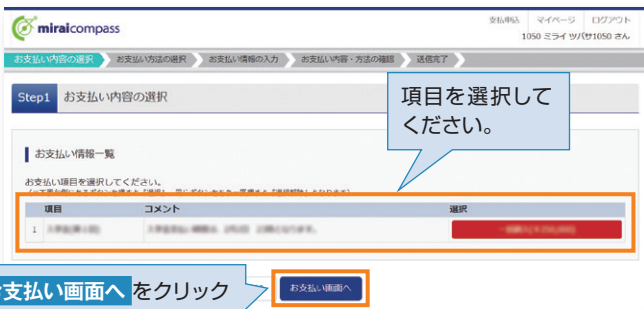 miraicompass
支払申込 マイページ ログアウト
1050 ミライ ツパサ1050 さん
お支払い内容の選択 お支払い方法の選択 お支払い情報の入力 お支払い内容・方法の確認 送信完了
Step1 お支払い内容の選択
項目を選択して
ください。
お支払い情報一覧
お支払い項目を選択してください。
項目 コメント 選択
1
支払い画面へ をクリック
お支払い画面へ